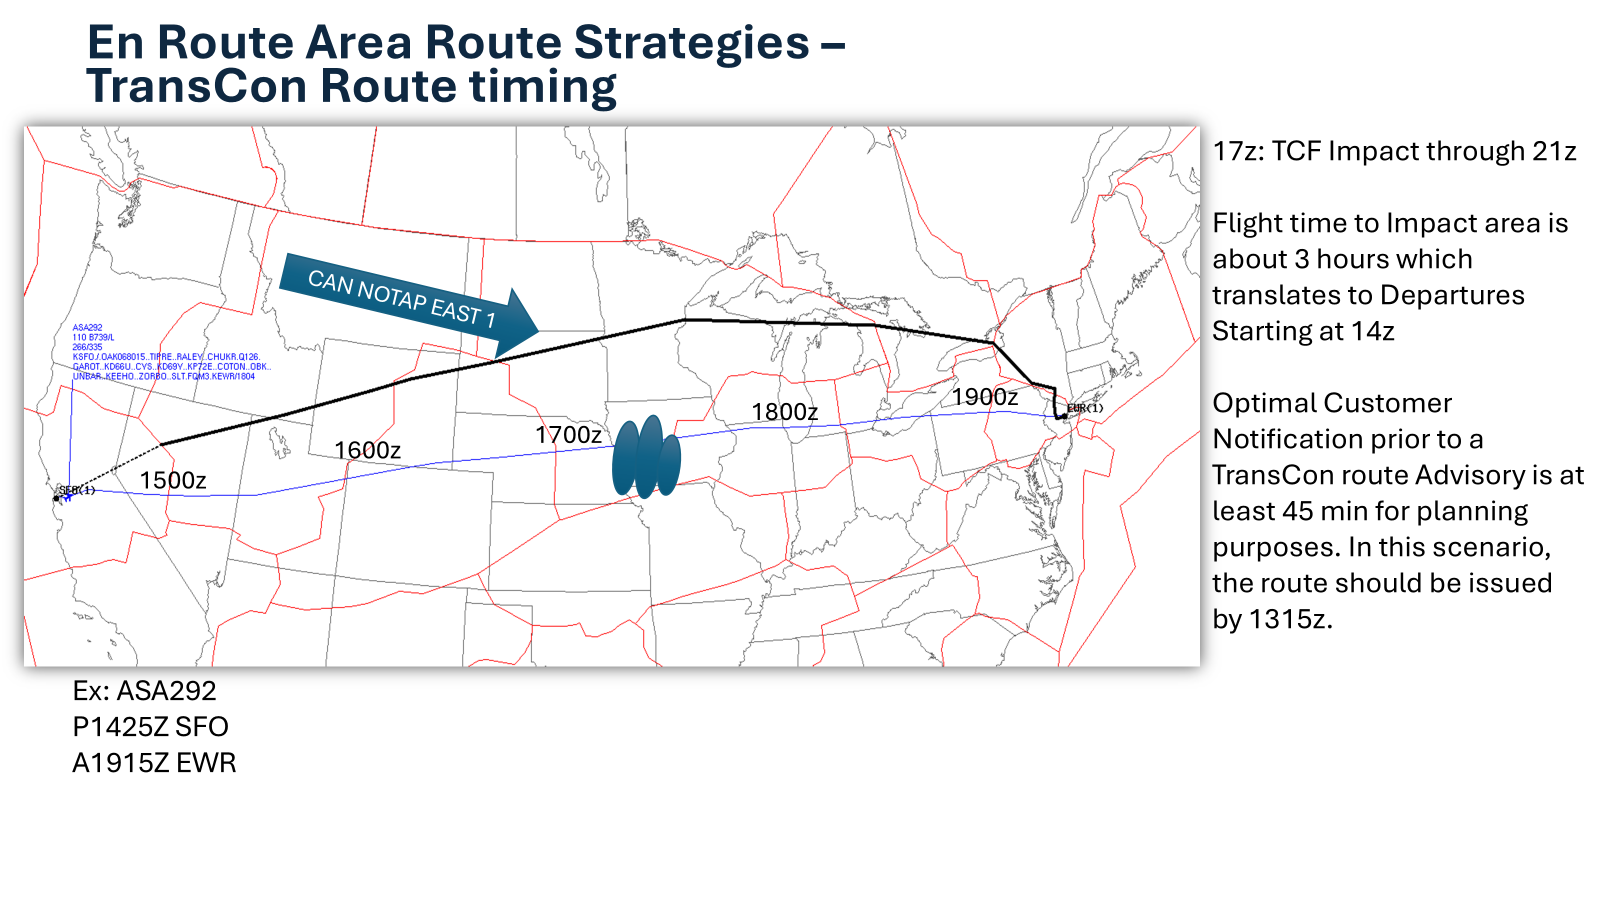 En Route Area Route Strategies –
TransCon Route timing
17z: TCF Impact through 21z
Flight time to Impact area is
about 3 hours which
translates to Departures
Starting at 14z
Optimal Customer
Notification prior to a
TransCon route Advisory is at
least 45 min for planning
purposes. In this scenario,
the route should be issued
by 1315z.
CAN NOTAP EAST 1
ASA292
110 B739/L
266/335
KSFO./.OAK068015..TIPRE..RALEY..CHUKR.Q126.
GAROT..KD66U..CYS..KD69Y..KP72E..COTON..OBK..
UNBAR..KEEHO..ZORBO..SLT.FQM3.KEWR/1804
1500z
1600z
1700z
1800z
1900z
SFO(1)
EWR(1)
Ex: ASA292
P1425Z SFO
A1915Z EWR